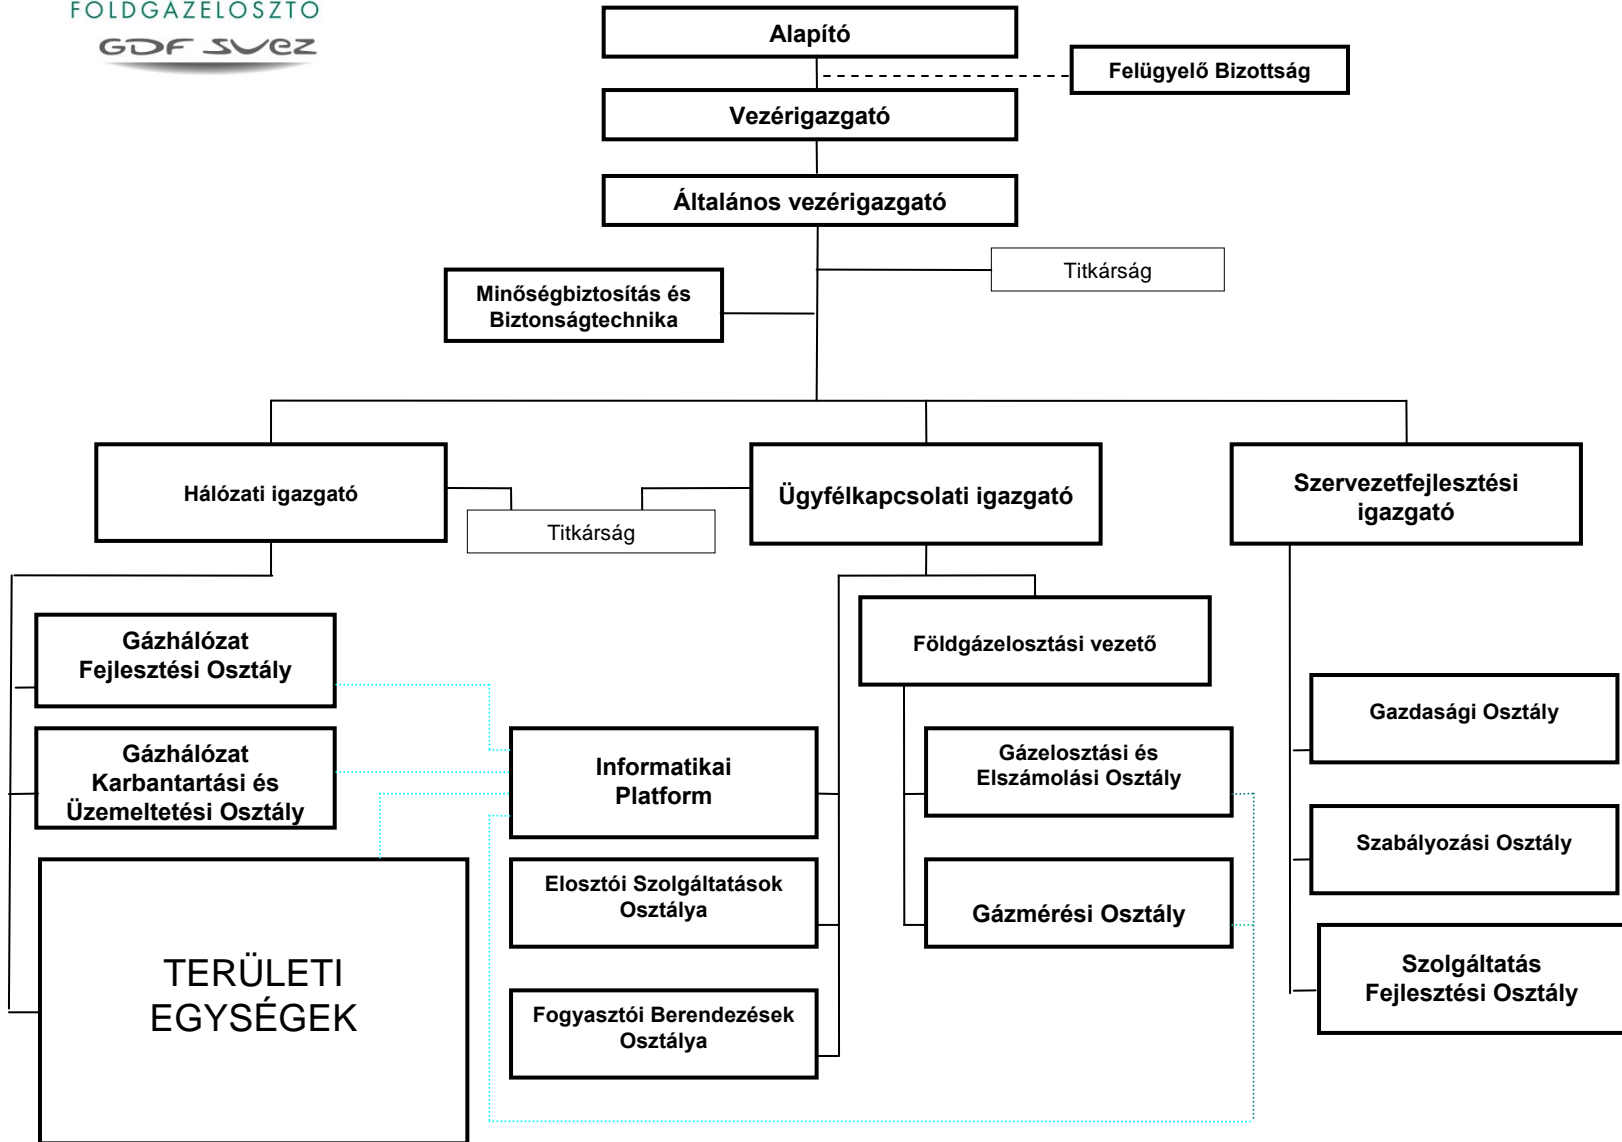 FÖLDGÁZELOSZTÓ
GDF SUEZ
Alapító
Felügyelő Bizottság
Vezérigazgató
Általános vezérigazgató
Titkárság
Minőségbiztosítás és
Biztonságtechnika
Hálózati igazgató
Titkárság
Ügyfélkapcsolati igazgató
Szervezetfejlesztési
igazgató
Gázhálózat
Fejlesztési Osztály
Földgázelosztási vezető
Gazdasági Osztály
Gázhálózat
Karbantartási és
Üzemeltetési Osztály
Informatikai
Platform
Gázelosztási és
Elszámolási Osztály
Szabályozási Osztály
Elosztói Szolgáltatások
Osztálya
Gázmérési Osztály
TERÜLETI
EGYSÉGEK
Szolgáltatás
Fejlesztési Osztály
Fogyasztói Berendezések
Osztálya